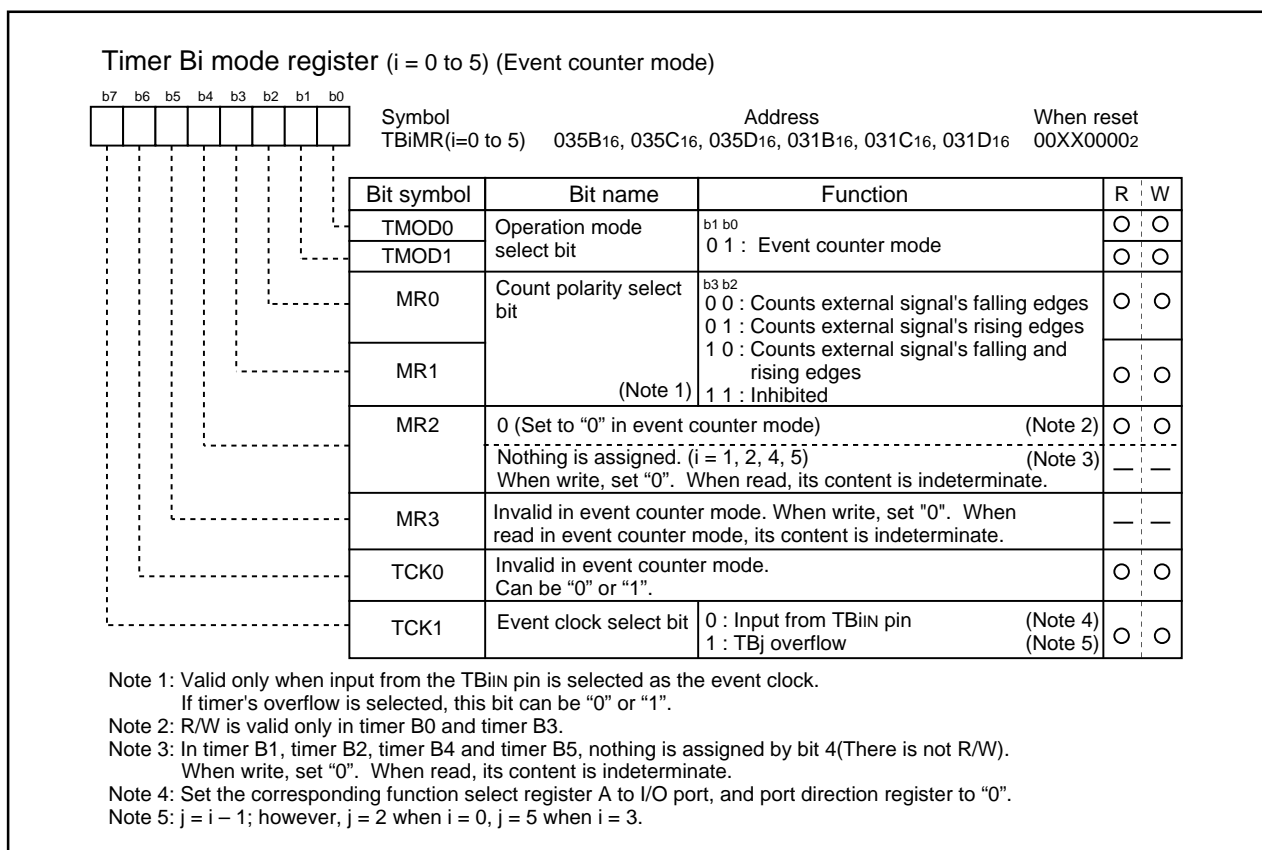 Timer Bi mode register (i = 0 to 5) (Event counter mode)
b7 b6 b5 b4 b3 b2 b1 b0
Symbol Address When reset
TBiMR(i=0 to 5) 035B16, 035C16, 035D16, 031B16, 031C16, 031D16 00XX00002
Bit symbol Bit name Function R W
TMOD0 Operation mode select bit b1 b0
TMOD1 0 1 : Event counter mode
MR0 Count polarity select bit b3 b2
0 0 : Counts external signal's falling edges
0 1 : Counts external signal's rising edges
1 0 : Counts external signal's falling and
rising edges
MR1 (Note 1) 1 1 : Inhibited
MR2 0 (Set to “0” in event counter mode) (Note 2)
Nothing is assigned. (i = 1, 2, 4, 5) (Note 3)
When write, set “0”. When read, its content is indeterminate.
MR3 Invalid in event counter mode. When write, set "0". When
read in event counter mode, its content is indeterminate.
TCK0 Invalid in event counter mode.
Can be “0” or “1”.
TCK1 Event clock select bit 0 : Input from TBiIN pin (Note 4)
1 : TBj overflow (Note 5)
Note 1: Valid only when input from the TBiIN pin is selected as the event clock.
If timer's overflow is selected, this bit can be “0” or “1”.
Note 2: R/W is valid only in timer B0 and timer B3.
Note 3: In timer B1, timer B2, timer B4 and timer B5, nothing is assigned by bit 4(There is not R/W).
When write, set “0”. When read, its content is indeterminate.
Note 4: Set the corresponding function select register A to I/O port, and port direction register to “0”.
Note 5: j = i – 1; however, j = 2 when i = 0, j = 5 when i = 3.